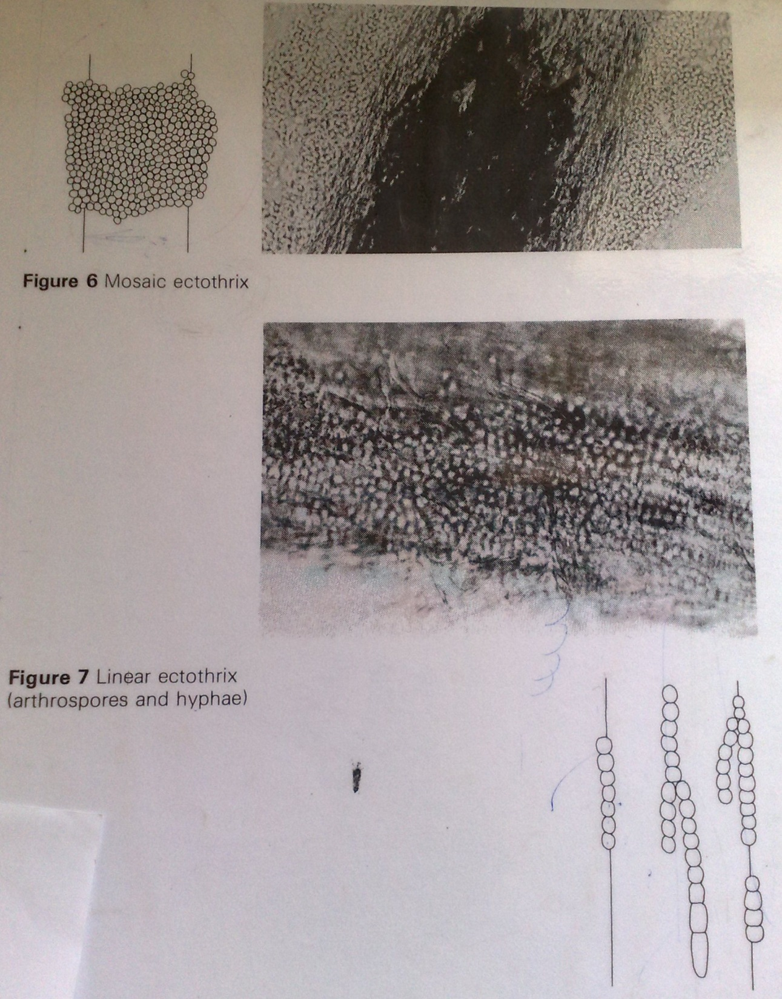 Figure 6 Mosaic ectothrix
Figure 7 Linear ectothrix
(arthrospores and hyphae)